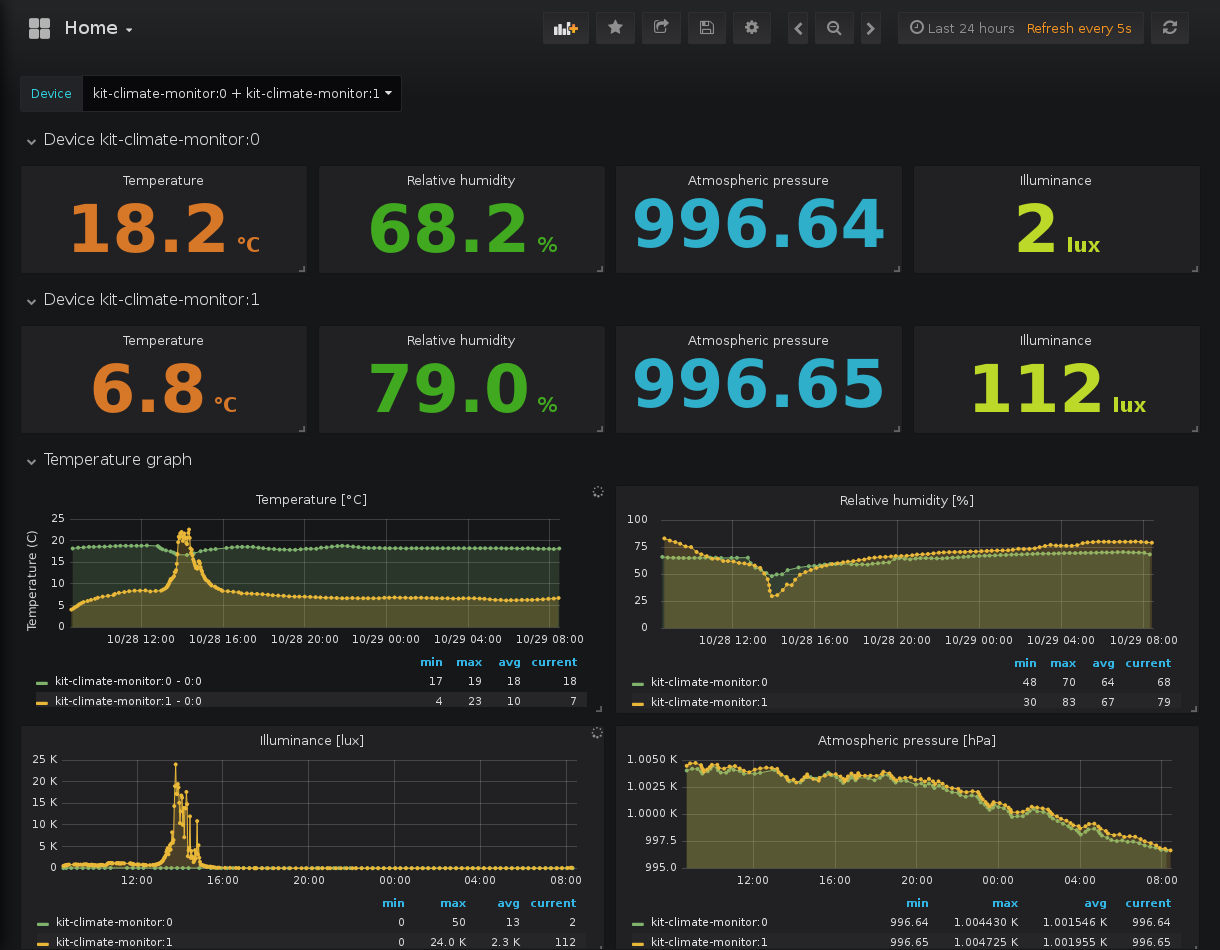 Home
Last 24 hours Refresh every 5s
Device kit-climate-monitor:0 + kit-climate-monitor:1
Device kit-climate-monitor:0
Temperature Relative humidity Atmospheric pressure Illuminance
18.2 °C 68.2 % 996.64 2 lux
Device kit-climate-monitor:1
Temperature Relative humidity Atmospheric pressure Illuminance
6.8 °C 79.0 % 996.65 112 lux
Temperature graph
Temperature [°C]
Temperature (C)
25
20
15
10
5
0
10/28 12:00 10/28 16:00 10/28 20:00 10/29 00:00 10/29 04:00 10/29 08:00
min max avg current
kit-climate-monitor:0 - 0:0 17 19 18 18
kit-climate-monitor:1 - 0:0 4 23 10 7
Relative humidity [%]
100
75
50
25
0
10/28 12:00 10/28 16:00 10/28 20:00 10/29 00:00 10/29 04:00 10/29 08:00
min max avg current
kit-climate-monitor:0 48 70 64 68
kit-climate-monitor:1 30 83 67 79
Illuminance [lux]
25 K
20 K
15 K
10 K
5 K
0
12:00 16:00 20:00 00:00 04:00 08:00
min max avg current
kit-climate-monitor:0 0 50 13 2
kit-climate-monitor:1 0 24.0 K 2.3 K 112
Atmospheric pressure [hPa]
1.0050 K
1.0025 K
1.0000 K
997.5
995.0
12:00 16:00 20:00 00:00 04:00 08:00
min max avg current
kit-climate-monitor:0 996.64 1.004430 K 1.001546 K 996.64
kit-climate-monitor:1 996.65 1.004725 K 1.001955 K 996.65